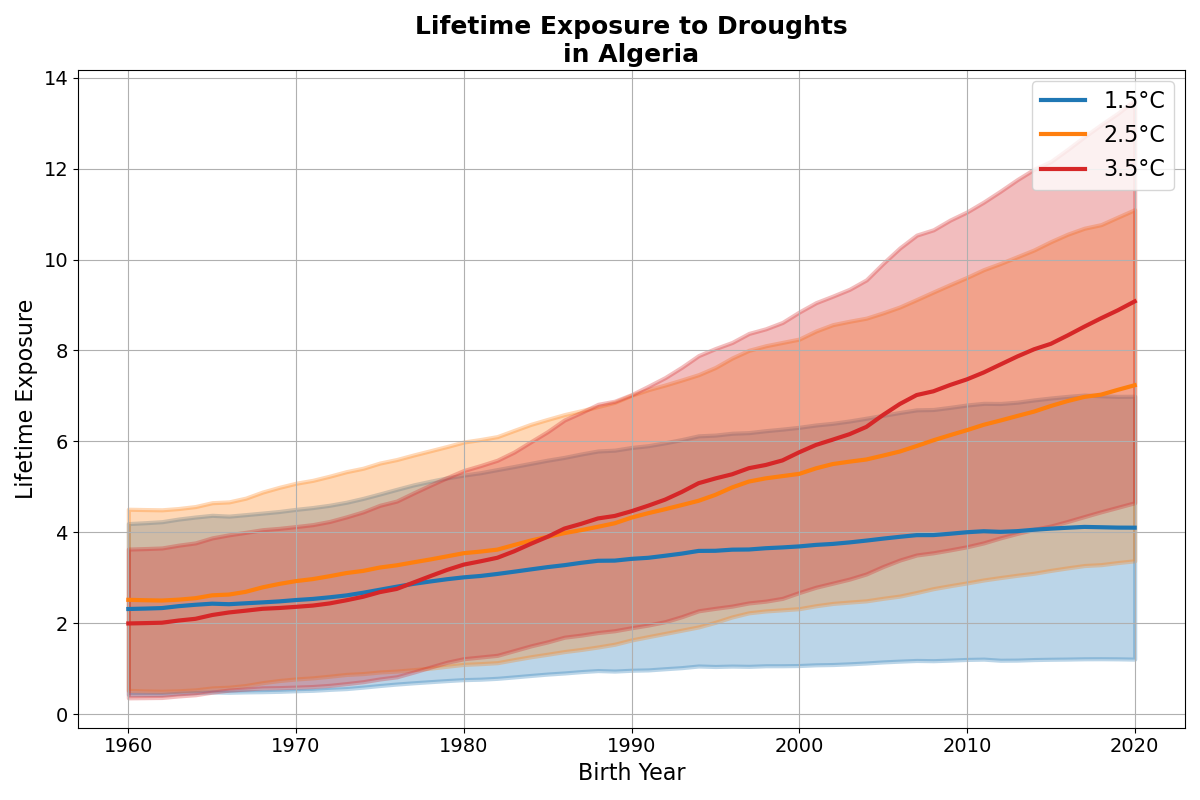 Lifetime Exposure to Droughts
in Algeria
14
12
10
8
6
4
2
0
Lifetime Exposure
1.5°C
2.5°C
3.5°C
1960 1970 1980 1990 2000 2010 2020
Birth Year